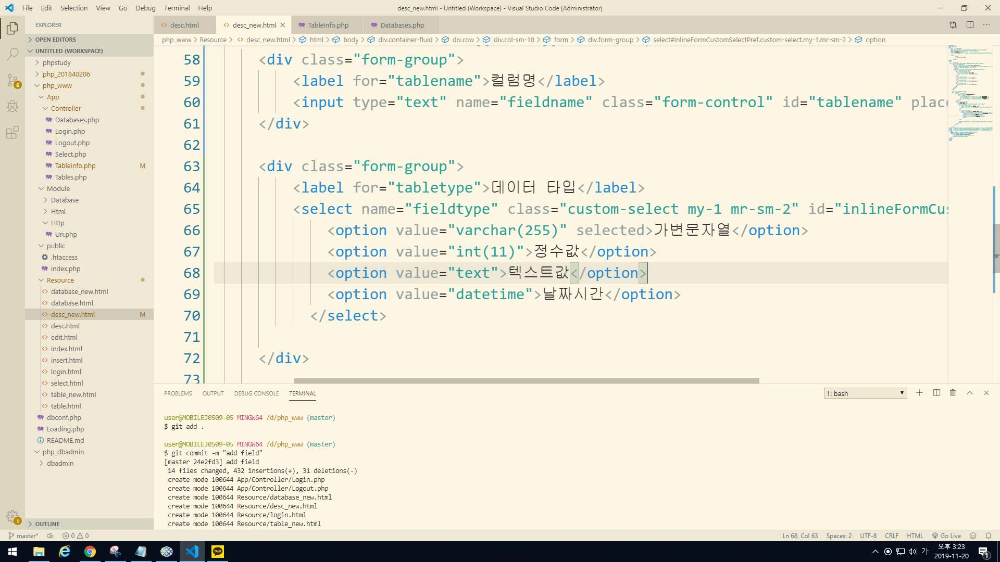 File Edit Selection View Go Debug Terminal Help
desc_new.html - Untitled (Workspace) - Visual Studio Code [Administrator]
EXPLORER
OPEN EDITORS
UNTITLED (WORKSPACE)
phpstudy
php_201840206
php_www
App
Controller
Databases.php
Login.php
Logout.php
Select.php
TableInfo.php M
Tables.php
Module
Database
Html
Http
Uri.php
public
.htaccess
index.php
Resource
database_new.html
database.html
desc_new.html M
desc.html
edit.html
index.html
insert.html
login.html
select.html
table_new.html
table.html
dbconf.php
Loading.php
README.md
php_dbadmin
dbadmin
OUTLINE
6
1
desc.html desc_new.html TableInfo.php Databases.php
php_www > Resource > desc_new.html > html > body > div.container-fluid > div.row > div.col-sm-10 > form > div.form-group > select#inlineFormCustomSelectPref.custom-select.my-1.mr-sm-2 > option
58 <div class="form-group">
59 <label for="tablename">컬럼명</label>
60 <input type="text" name="fieldname" class="form-control" id="tablename" place
61 </div>
62
63 <div class="form-group">
64 <label for="tabletype">데이터 타입</label>
65 <select name="fieldtype" class="custom-select my-1 mr-sm-2" id="inlineFormCus
66 <option value="varchar(255)" selected>가변문자열</option>
67 <option value="int(11)">정수값</option>
68 <option value="text">텍스트값</option>
69 <option value="datetime">날짜시간</option>
70 </select>
71
72 </div>
73
PROBLEMS OUTPUT DEBUG CONSOLE TERMINAL
1: bash
user@MOBILEJ0509-05 MINGW64 /d/php_www (master)
$ git add .
user@MOBILEJ0509-05 MINGW64 /d/php_www (master)
$ git commit -m "add field"
[master 24e2fd3] add field
14 files changed, 432 insertions(+), 31 deletions(-)
create mode 100644 App/Controller/Login.php
create mode 100644 App/Controller/Logout.php
create mode 100644 Resource/database_new.html
create mode 100644 Resource/desc_new.html
create mode 100644 Resource/login.html
create mode 100644 Resource/table_new.html
master* 0 0
Ln 68, Col 63 Spaces: 2 UTF-8 CRLF HTML Go Live
TALK
가
오후 3:23
2019-11-20
1